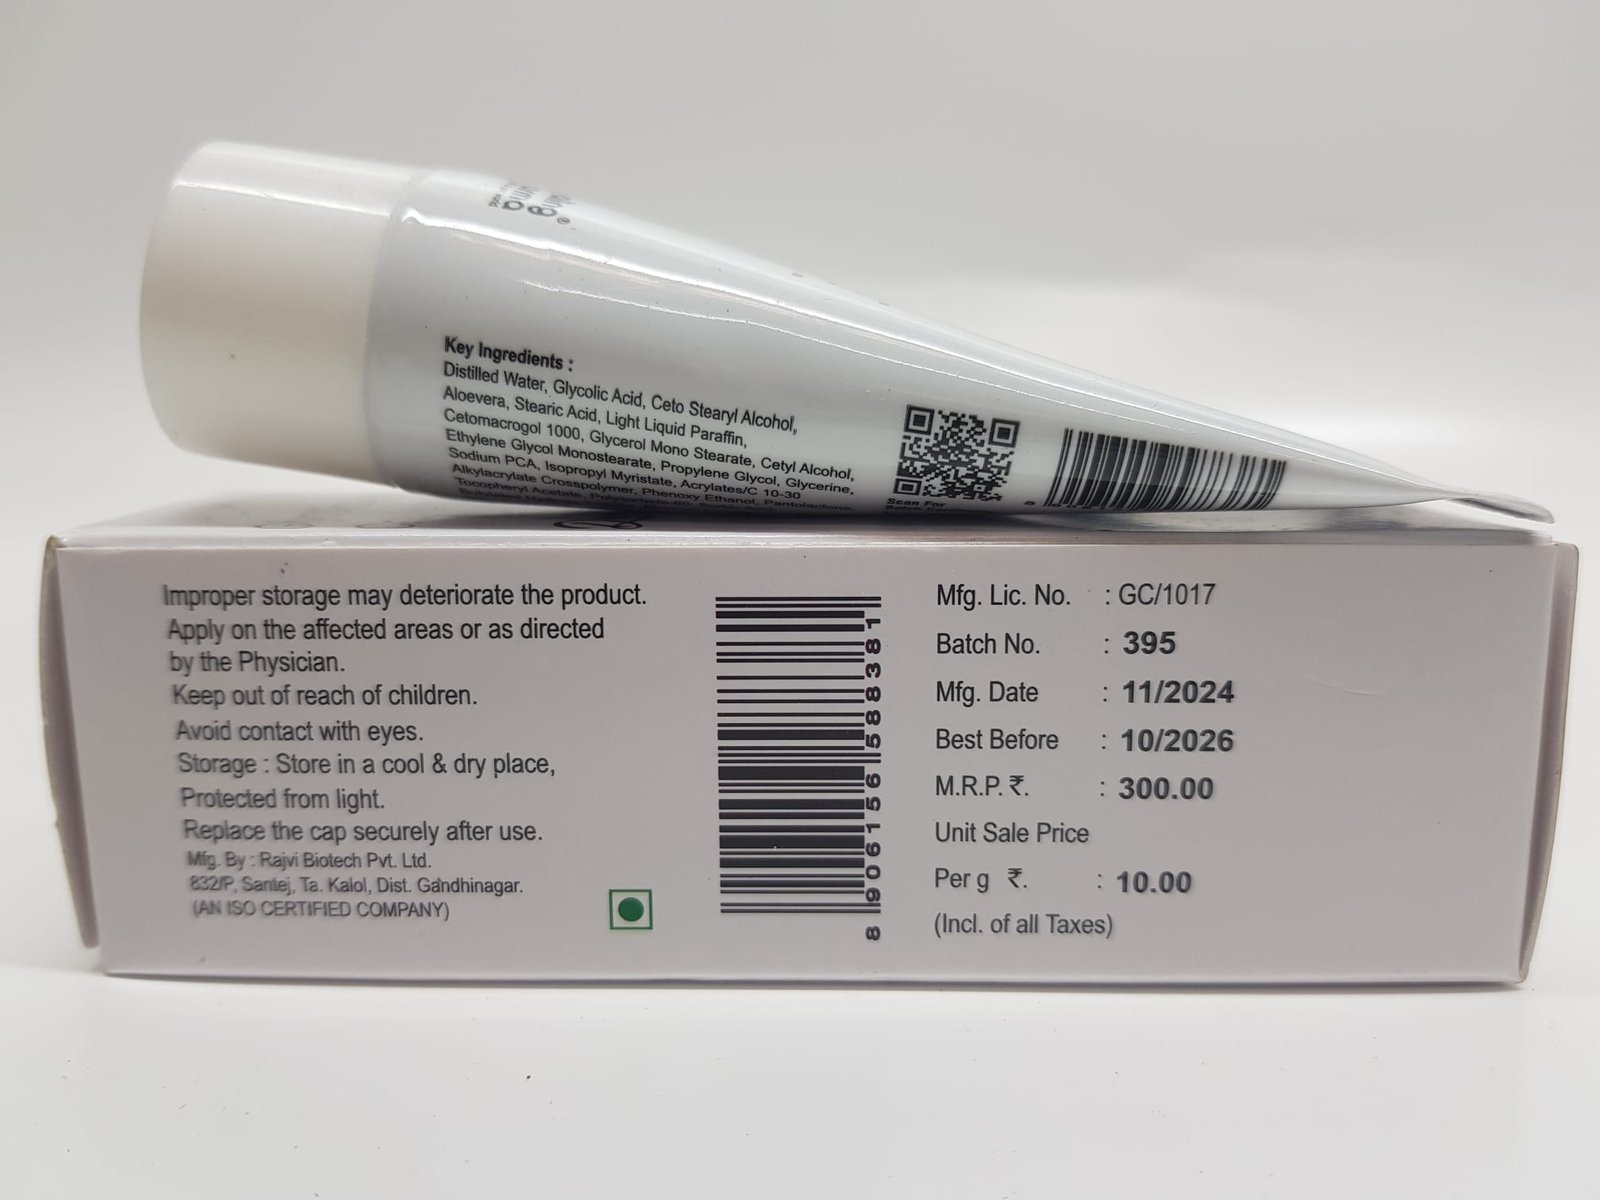 Key Ingredients :
Distilled Water, Glycolic Acid, Ceto Stearyl Alcohol,
Aloevera, Stearic Acid, Light Liquid Paraffin,
Cetomacrogol 1000, Glycerol Mono Stearate, Cetyl Alcohol,
Ethylene Glycol Monostearate, Propylene Glycol, Glycerine,
Sodium PCA, Isopropyl Myristate, Acrylates/C 10-30
Alkylacrylate Crosspolymer, Phenoxy Ethanol, Pentolactone,
Tocopheryl Acetate, Polysorbate-80,
Scan For
Improper storage may deteriorate the product.
Apply on the affected areas or as directed
by the Physician.
Keep out of reach of children.
Avoid contact with eyes.
Storage : Store in a cool & dry place,
Protected from light.
Replace the cap securely after use.
Mfg. By : Rajvi Biotech Pvt. Ltd.
832/P, Santej, Ta. Kalol, Dist. Gandhinagar.
(AN ISO CERTIFIED COMPANY)
8906156588381
Mfg. Lic. No. : GC/1017
Batch No. : 395
Mfg. Date : 11/2024
Best Before : 10/2026
M.R.P. ₹. : 300.00
Unit Sale Price
Per g ₹. : 10.00
(Incl. of all Taxes)